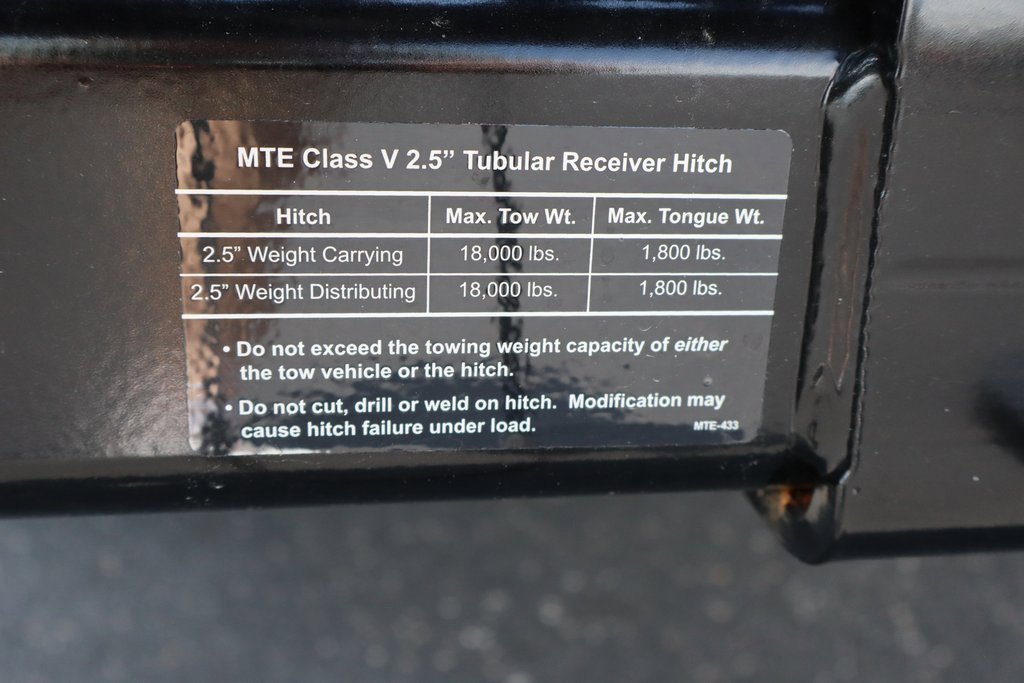 MTE Class V 2.5” Tubular Receiver Hitch
Hitch Max. Tow Wt. Max. Tongue Wt.
2.5” Weight Carrying 18,000 lbs. 1,800 lbs.
2.5” Weight Distributing 18,000 lbs. 1,800 lbs.
• Do not exceed the towing weight capacity of either
the tow vehicle or the hitch.
• Do not cut, drill or weld on hitch. Modification may
cause hitch failure under load.
MTE-433